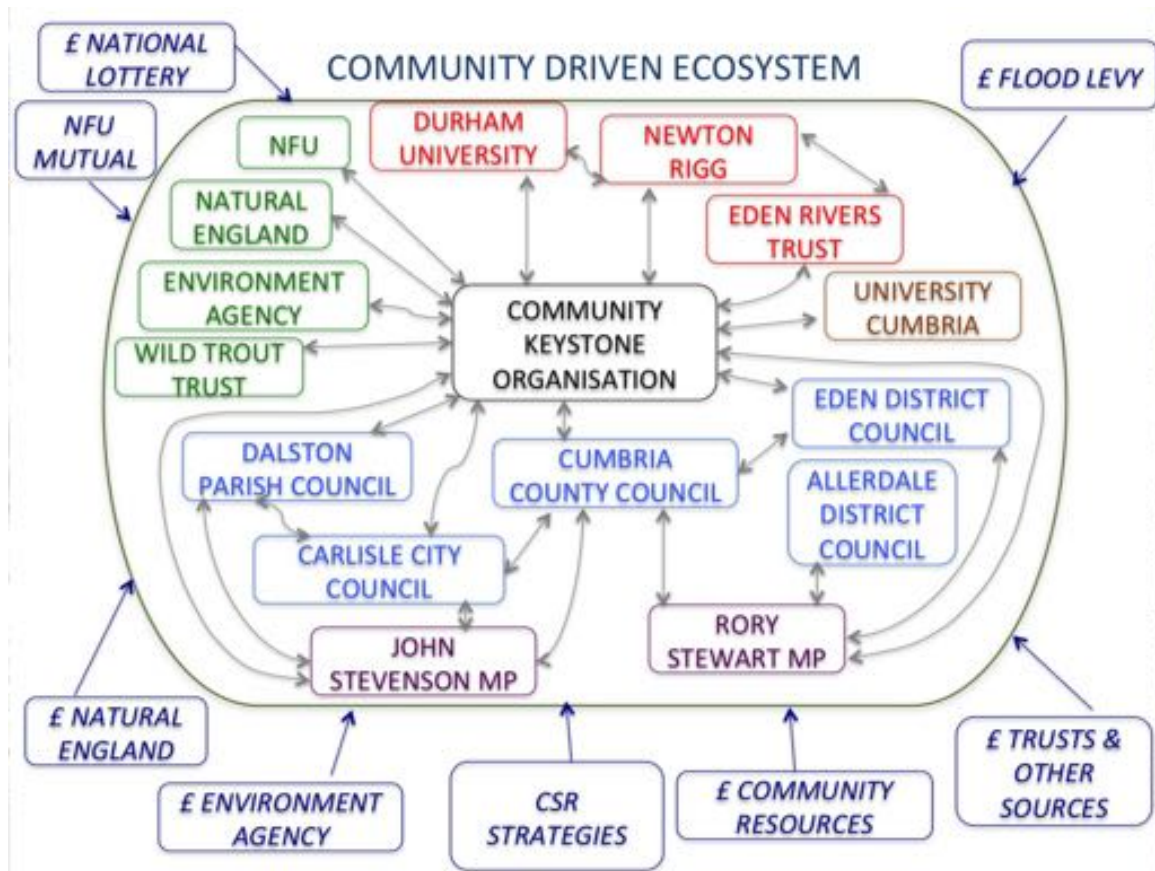 £ NATIONAL
LOTTERY
COMMUNITY DRIVEN ECOSYSTEM
£ FLOOD LEVY
NFU
MUTUAL
NFU
DURHAM
UNIVERSITY
NEWTON
RIGG
NATURAL
ENGLAND
EDEN RIVERS
TRUST
ENVIRONMENT
AGENCY
COMMUNITY
KEYSTONE
ORGANISATION
UNIVERSITY
CUMBRIA
WILD TROUT
TRUST
EDEN DISTRICT
COUNCIL
DALSTON
PARISH COUNCIL
CUMBRIA
COUNTY COUNCIL
ALLERDALE
DISTRICT
COUNCIL
CARLISLE CITY
COUNCIL
JOHN
STEVENSON MP
RORY
STEWART MP
£ NATURAL
ENGLAND
£ ENVIRONMENT
AGENCY
CSR
STRATEGIES
£ COMMUNITY
RESOURCES
£ TRUSTS &
OTHER
SOURCES